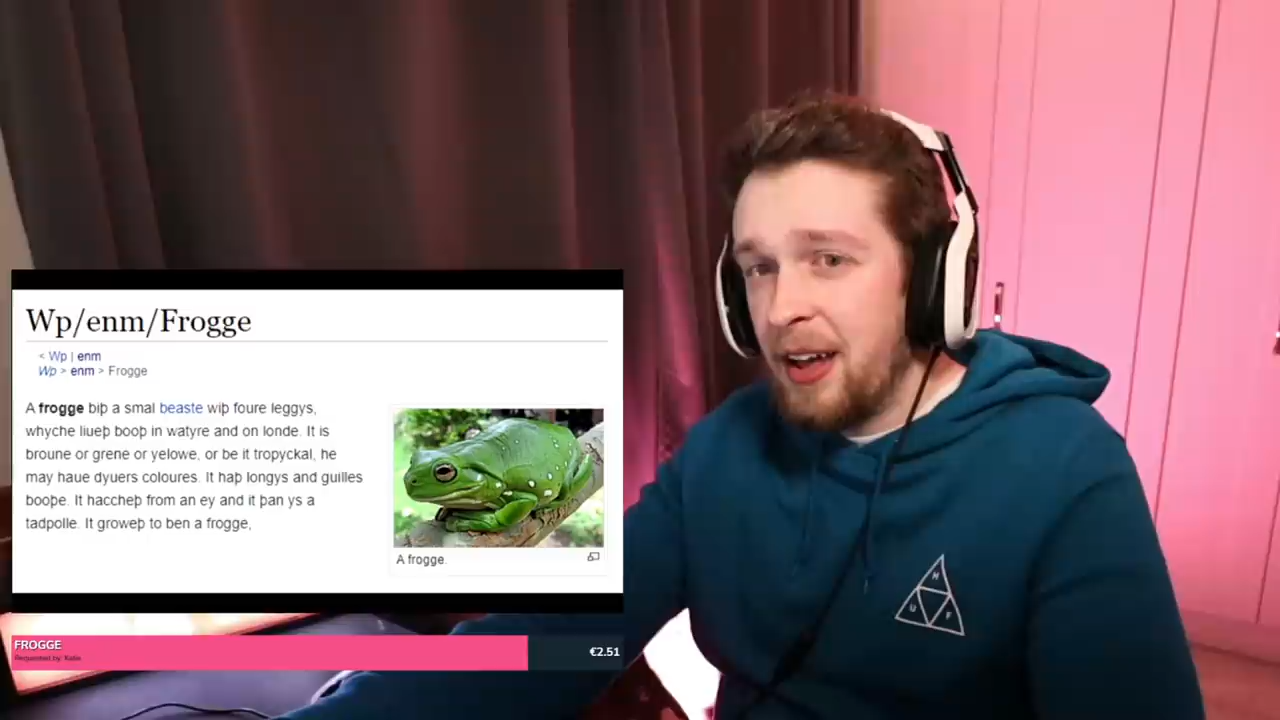 Wp/enm/Frogge
< Wp | enm
Wp > enm > Frogge
A frogge biþ a smal beaste wiþ foure leggys,
whyche liueþ booþ in watyre and on londe. It is
broune or grene or yelowe, or be it tropyckal, he
may haue dyuers coloures. It haþ longys and guilles
booþe. It haccheþ from an ey and it þan ys a
tadpolle. It groweþ to ben a frogge,
A frogge.
H
U F
FROGGE
€2.51
Requested by: Katie